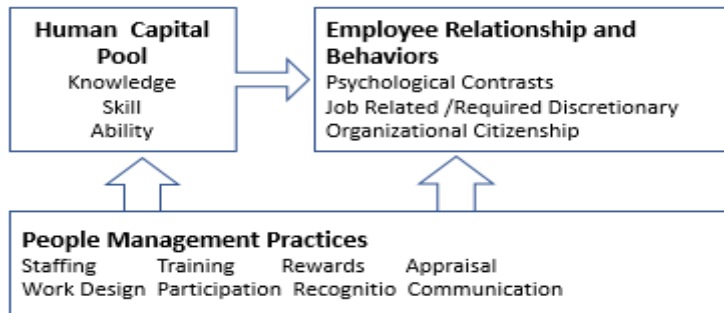 Human Capital
Pool
Knowledge
Skill
Ability
Employee Relationship and
Behaviors
Psychological Contrasts
Job Related /Required Discretionary
Organizational Citizenship
People Management Practices
Staffing Training Rewards Appraisal
Work Design Participation Recognitio Communication